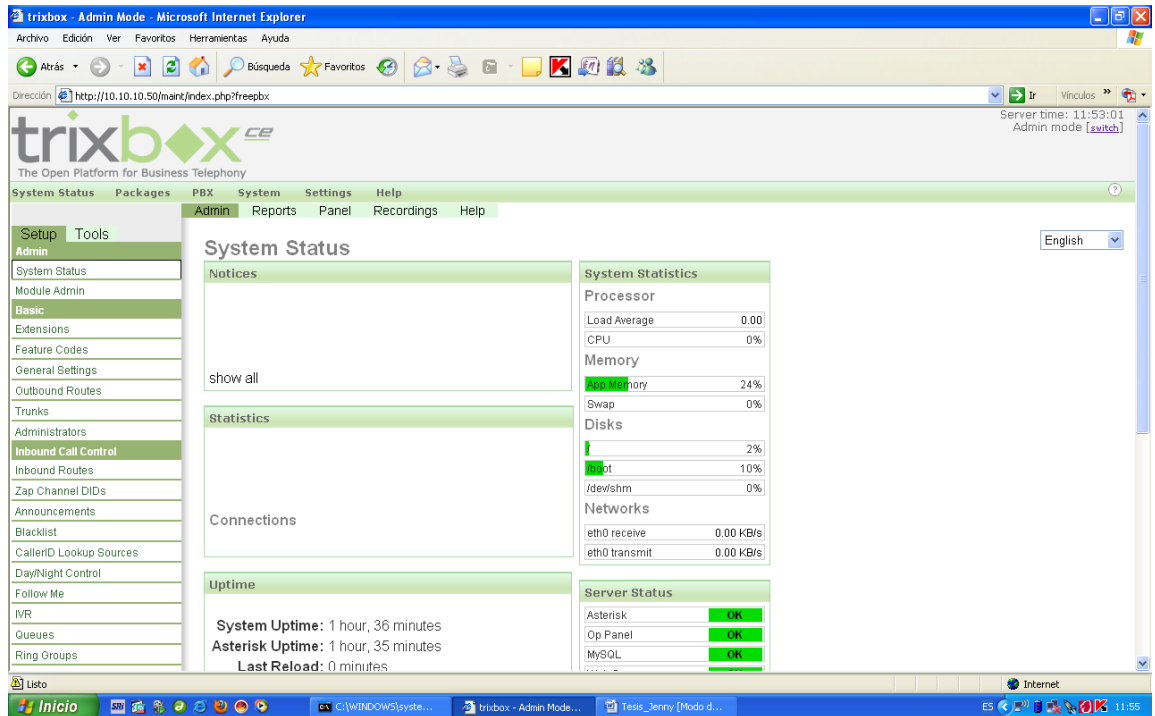 trixbox - Admin Mode - Microsoft Internet Explorer
Archivo Edición Ver Favoritos Herramientas Ayuda
Atrás Búsqueda Favoritos
Dirección http://10.10.10.50/maint/index.php?freepbx Ir Vínculos »
Server time: 11:53:01
Admin mode [switch]
trixbox ce
The Open Platform for Business Telephony
System Status Packages PBX System Settings Help ?
Admin Reports Panel Recordings Help
Setup Tools
English
Admin
System Status
Module Admin
Basic
Extensions
Feature Codes
General Settings
Outbound Routes
Trunks
Administrators
Inbound Call Control
Inbound Routes
Zap Channel DIDs
Announcements
Blacklist
CallerID Lookup Sources
Day/Night Control
Follow Me
IVR
Queues
Ring Groups
System Status
Notices
show all
Statistics
Connections
Uptime
System Uptime: 1 hour, 36 minutes
Asterisk Uptime: 1 hour, 35 minutes
Last Reload: 0 minutes
System Statistics
Processor
Load Average 0.00
CPU 0%
Memory
App Memory 24%
Swap 0%
Disks
/ 2%
/boot 10%
/dev/shm 0%
Networks
eth0 receive 0.00 KB/s
eth0 transmit 0.00 KB/s
Server Status
Asterisk OK
Op Panel OK
MySQL OK
Listo Internet
Inicio C:\WINDOWS\syste... trixbox - Admin Mode... Tesis_Jenny [Modo d... ES 11:55